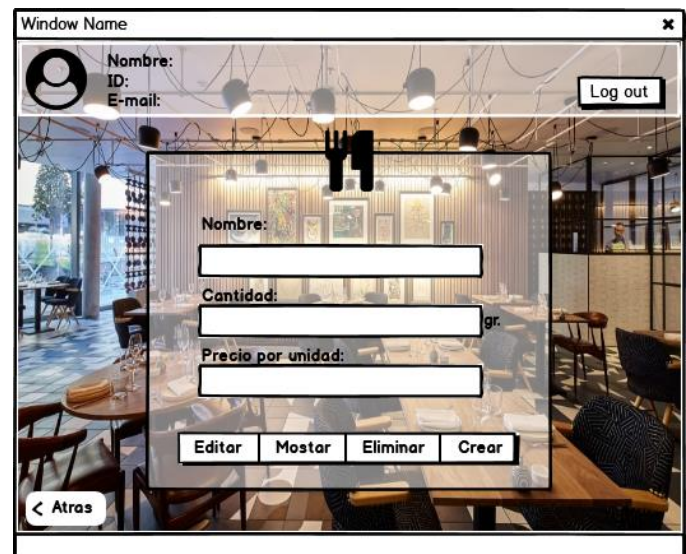 Window Name
Nombre:
ID:
E-mail:
Log out
Nombre:
Cantidad:
gr.
Precio por unidad:
Editar Mostar Eliminar Crear
Atras